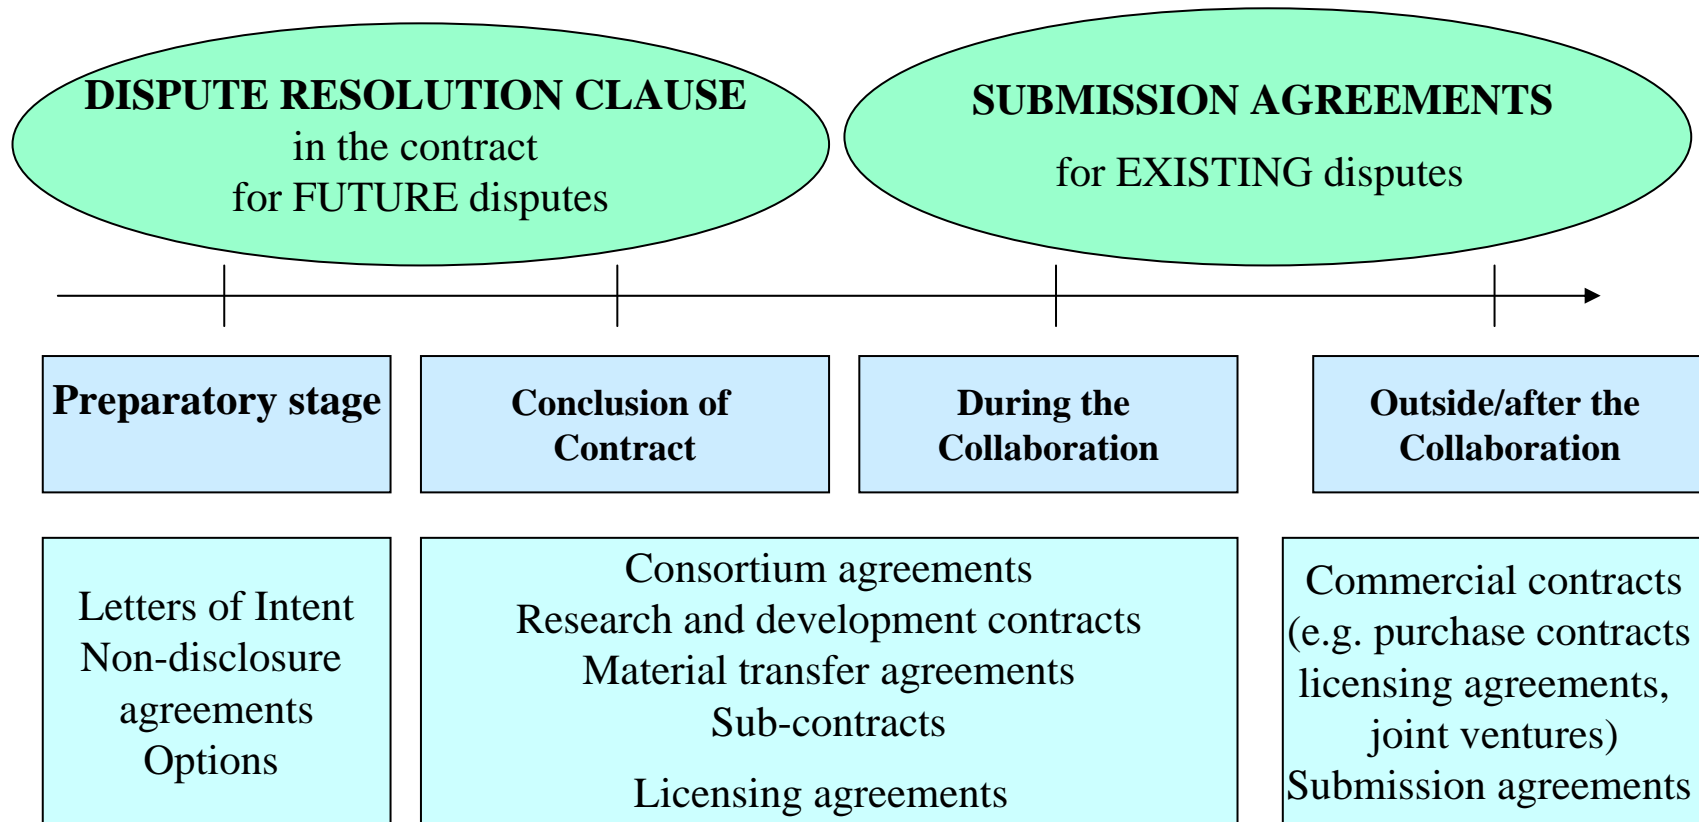 DISPUTE RESOLUTION CLAUSE
in the contract
for FUTURE disputes
SUBMISSION AGREEMENTS
for EXISTING disputes
Preparatory stage
Conclusion of
Contract
During the
Collaboration
Outside/after the
Collaboration
Letters of Intent
Non-disclosure
agreements
Options
Consortium agreements
Research and development contracts
Material transfer agreements
Sub-contracts
Licensing agreements
Commercial contracts
(e.g. purchase contracts
licensing agreements,
joint ventures)
Submission agreements